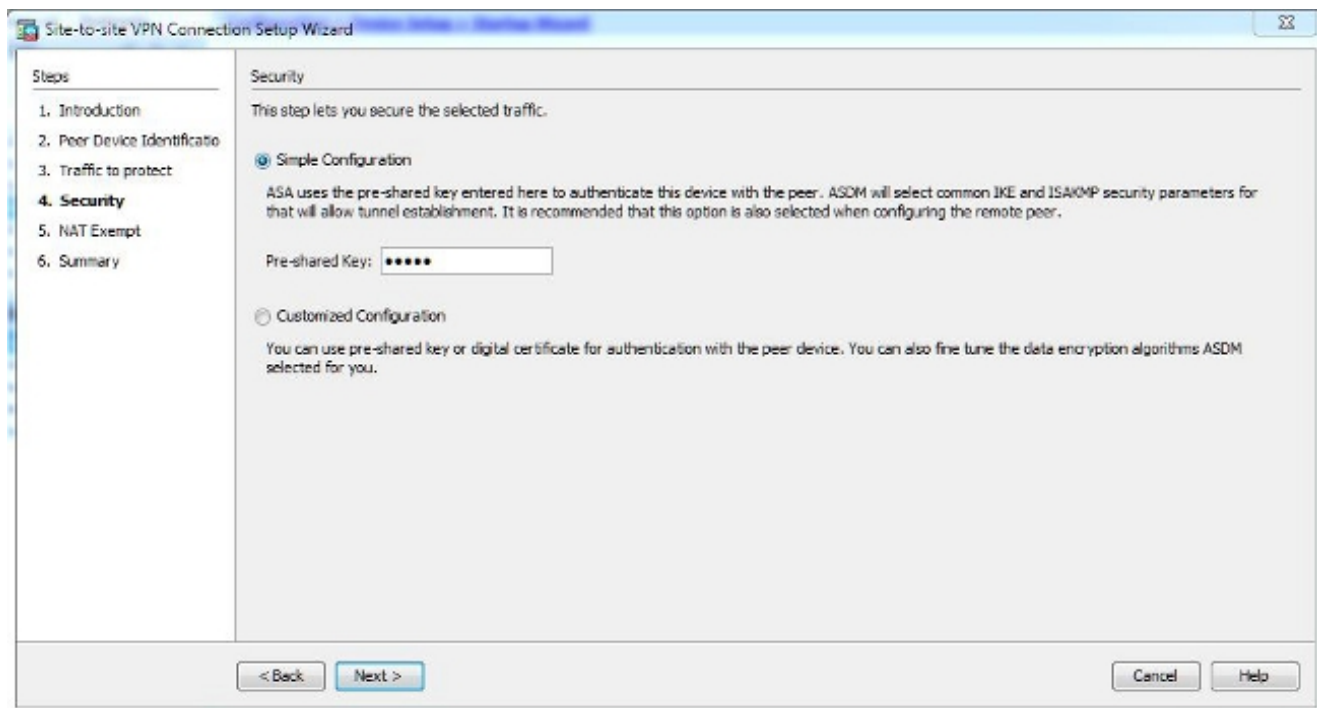 Site-to-site VPN Connection Setup Wizard
Steps
1. Introduction
2. Peer Device Identificatio
3. Traffic to protect
4. Security
5. NAT Exempt
6. Summary
Security
This step lets you secure the selected traffic.
Simple Configuration
ASA uses the pre-shared key entered here to authenticate this device with the peer. ASDM will select common IKE and ISAKMP security parameters for
that will allow tunnel establishment. It is recommended that this option is also selected when configuring the remote peer.
Pre-shared Key: •••••
Customized Configuration
You can use pre-shared key or digital certificate for authentication with the peer device. You can also fine tune the data encryption algorithms ASDM
selected for you.
< Back
Next >
Cancel
Help